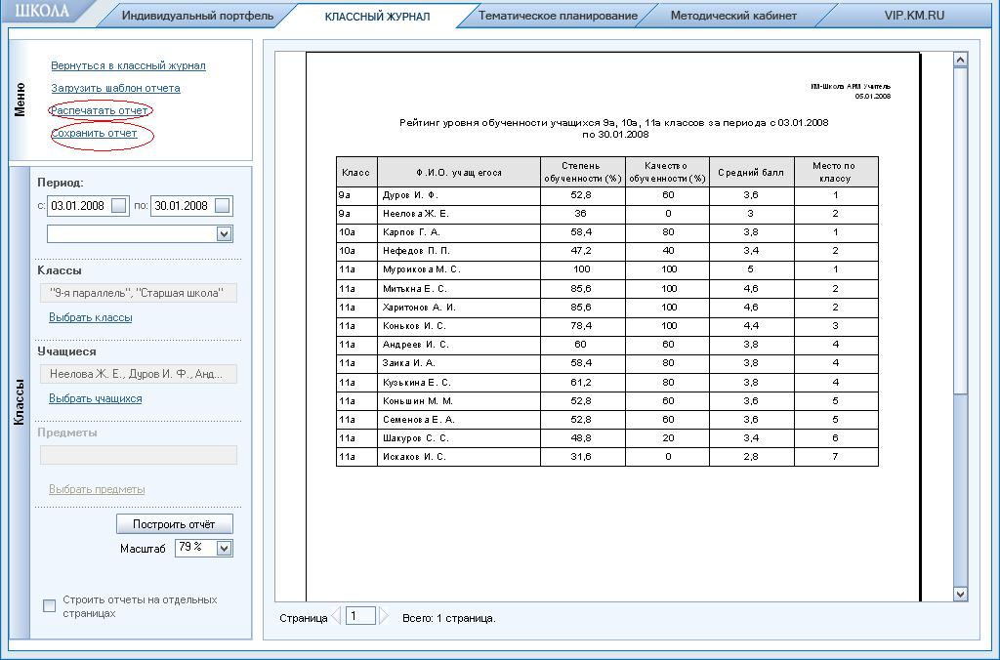 ШКОЛА
Индивидуальный портфель
КЛАССНЫЙ ЖУРНАЛ
Тематическое планирование
Методический кабинет
VIP.KM.RU
Меню
Вернуться в классный журнал
Загрузить шаблон отчета
Распечатать отчет
Сохранить отчет
Классы
Период:
с: 03.01.2008 по: 30.01.2008
Классы
"9-я параллель", "Старшая школа"
Выбрать классы
Учащиеся
Неелова Ж. Е., Дуров И. Ф., Анд...
Выбрать учащихся
Предметы
Выбрать предметы
Построить отчёт
Масштаб 79 %
Строить отчеты на отдельных
страницах
КМ-Школа АРМ Учитель
05.01.2008
Рейтинг уровня обученности учащихся 9а, 10а, 11а классов за периода с 03.01.2008
по 30.01.2008
Класс Ф.И.О. учащегося Степень обученности (%) Качество обученности (%) Средний балл Место по классу
9а Дуров И. Ф. 52,8 60 3,6 1
9а Неелова Ж. Е. 36 0 3 2
10а Карпов Г. А. 58,4 80 3,8 1
10а Нефедов П. П. 47,2 40 3,4 2
11а Мурзикова М. С. 100 100 5 1
11а Митькна Е. С. 85,6 100 4,6 2
11а Харитонов А. И. 85,6 100 4,6 2
11а Коньков И. С. 78,4 100 4,4 3
11а Андреев И. С. 60 60 3,8 4
11а Заика И. А. 58,4 80 3,8 4
11а Кузькина Е. С. 61,2 80 3,8 4
11а Коньшин М. М. 52,8 60 3,6 5
11а Семенова Е. А. 52,8 60 3,6 5
11а Шакуров С. С. 48,8 20 3,4 6
11а Искаков И. С. 31,6 0 2,8 7
Страница 1 Всего: 1 страница.